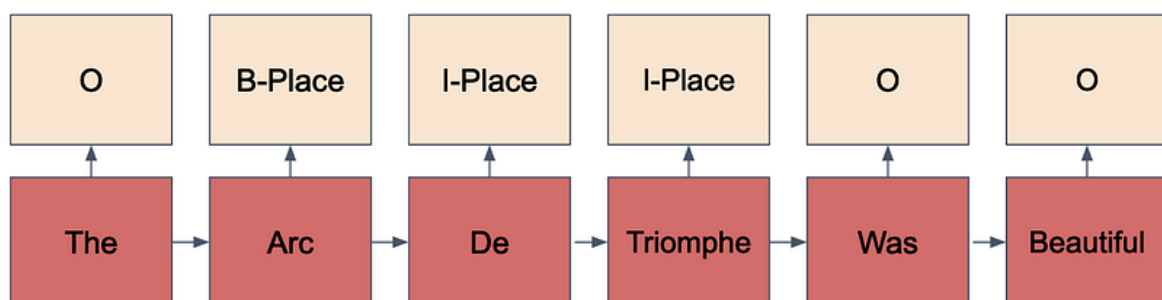 O B-Place I-Place I-Place O O
The Arc De Triomphe Was Beautiful